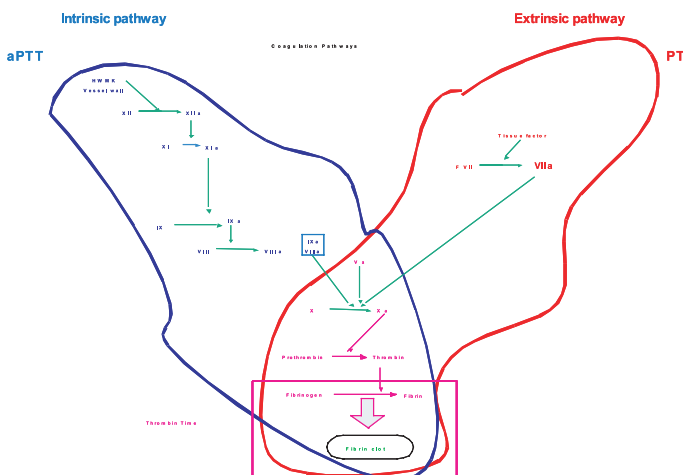 Intrinsic pathway
Extrinsic pathway
Coagulation Pathways
aPTT
PT
HWMK
Vessel wall
XII
XIIa
Tissue factor
XI
XIa
F VII
VIIa
IX
IXa
VIII
VIIIa
IXa
VIIIa
Va
X
Xa
Prothrombin
Thrombin
Fibrinogen
Fibrin
Thrombin Time
Fibrin clot